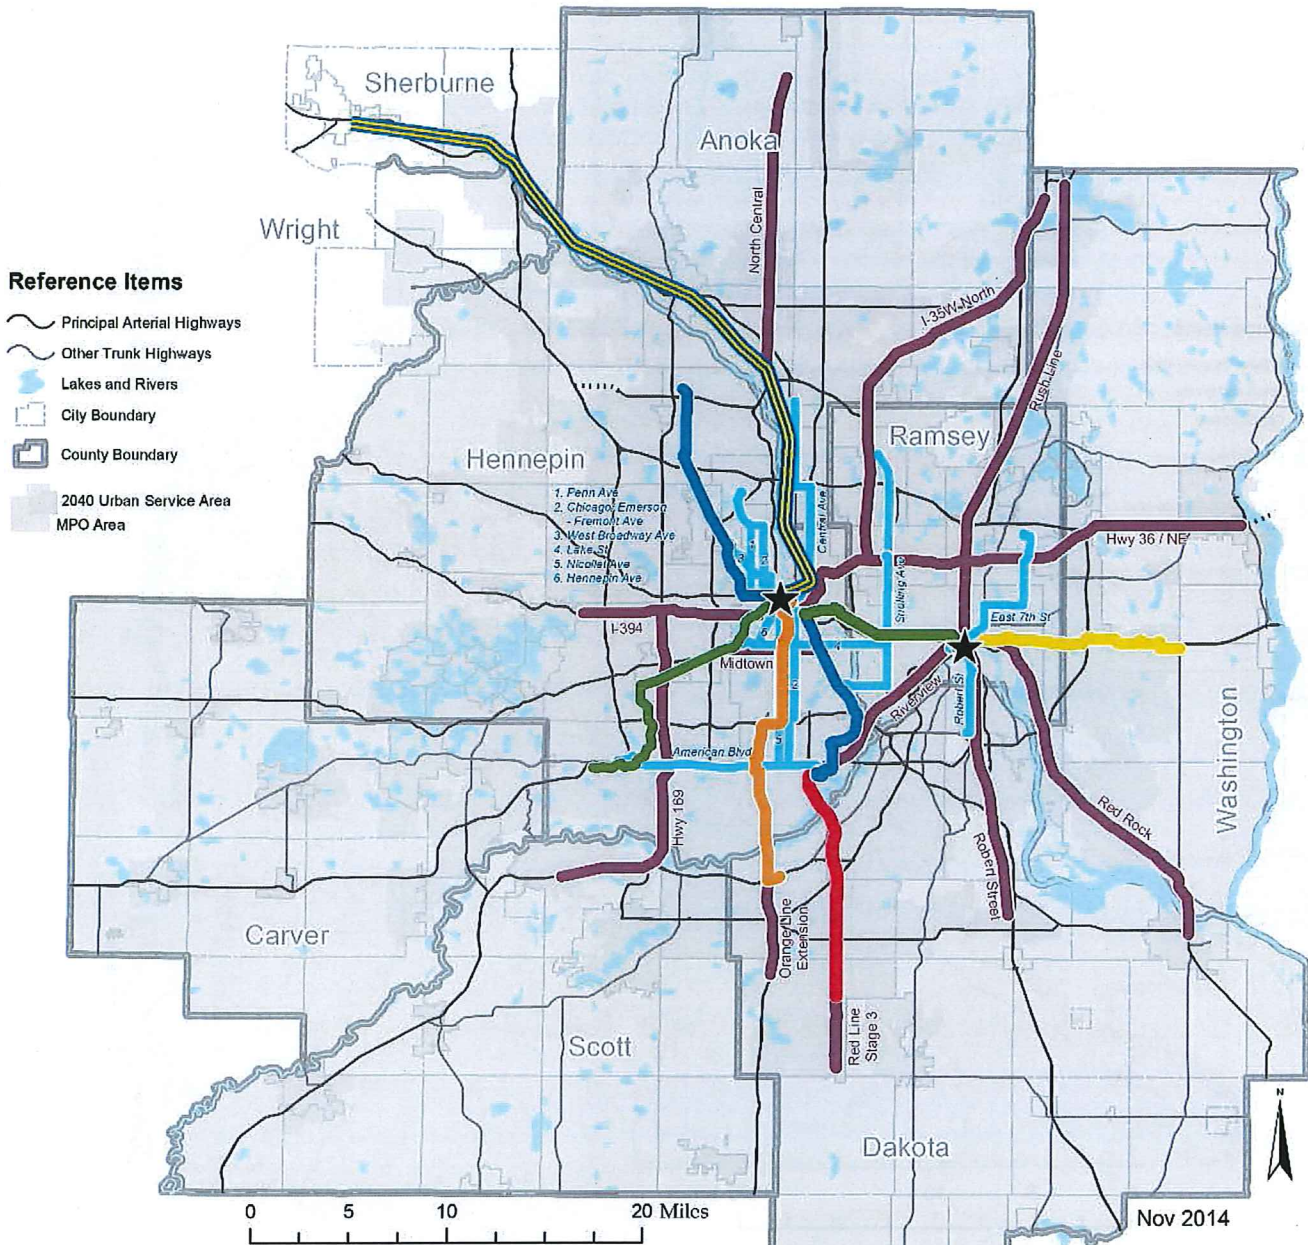 Sherburne
Anoka
Wright
North Central
Reference Items
Principal Arterial Highways
Other Trunk Highways
Lakes and Rivers
City Boundary
County Boundary
2040 Urban Service Area
MPO Area
I-35W North
Rush Line
Ramsey
Hennepin
1. Penn Ave
2. Chicago, Emerson
- Fremont Ave
3. West Broadway Ave
4. Lake St
5. Nicollet Ave
6. Hennepin Ave
Central Ave
Hwy 36 / NE
Snelling Ave
East 7th St
I-394
6
Midtown
4
Riverview
Robert St
5
American Blvd
Washington
Hwy 169
Red Rock
Robert Street
Carver
Orange Line
Extension
Red Line
Stage 3
Scott
Dakota
N
0 5 10 20 Miles
Nov 2014